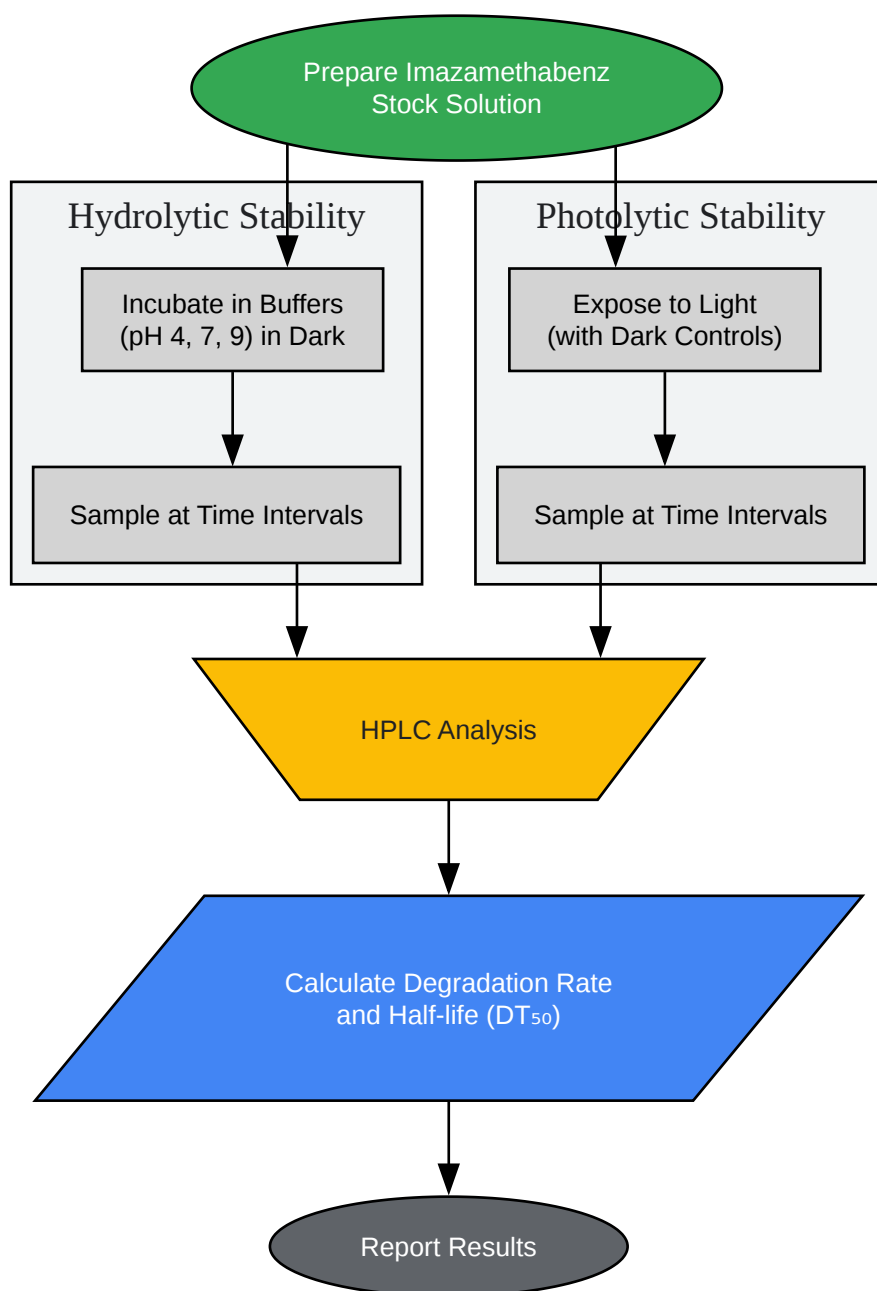 Prepare Imazamethabenz
Stock Solution
Hydrolytic Stability
Incubate in Buffers
(pH 4, 7, 9) in Dark
Sample at Time Intervals
Photolytic Stability
Expose to Light
(with Dark Controls)
Sample at Time Intervals
HPLC Analysis
Calculate Degradation Rate
and Half-life (DT₅₀)
Report Results